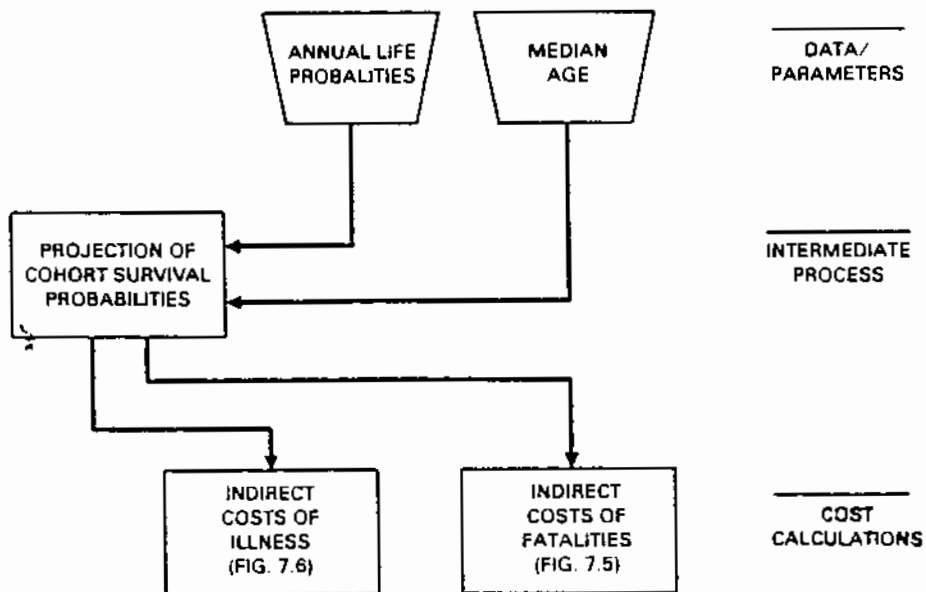 ANNUAL LIFE
PROBALITIES
MEDIAN
AGE
DATA/
PARAMETERS
PROJECTION OF
COHORT SURVIVAL
PROBABILITIES
INTERMEDIATE
PROCESS
INDIRECT
COSTS OF
ILLNESS
(FIG. 7.6)
INDIRECT
COSTS OF
FATALITIES
(FIG. 7.5)
COST
CALCULATIONS